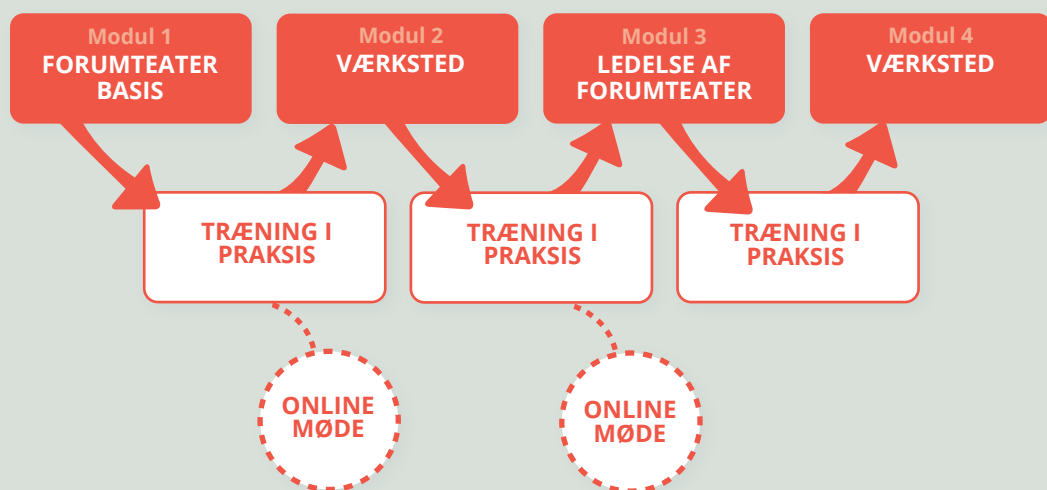 Modul 1
FORUMTEATER
BASIS
Modul 2
VÆRKSTED
Modul 3
LEDELSE AF
FORUMTEATER
Modul 4
VÆRKSTED
TRÆNING I
PRAKSIS
TRÆNING I
PRAKSIS
TRÆNING I
PRAKSIS
ONLINE
MØDE
ONLINE
MØDE